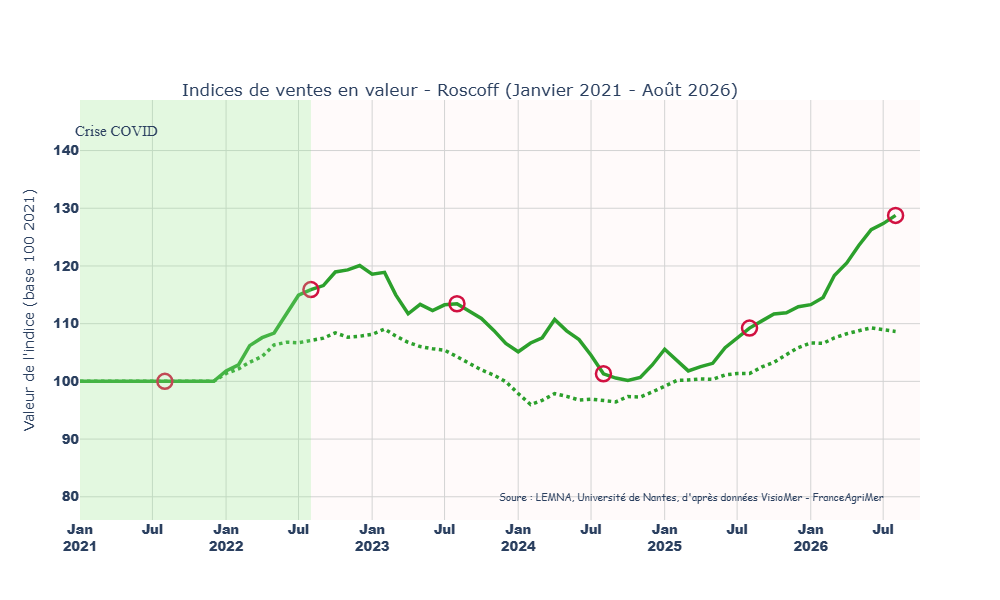 Indices de ventes en valeur - Roscoff (Janvier 2021 - Août 2026)
Crise COVID
Valeur de l'indice (base 100 2021)
140
130
120
110
100
90
80
Soure : LEMNA, Université de Nantes, d'après données VisioMer - FranceAgriMer
Jan Jul Jan Jul Jan Jul Jan Jul Jan Jul Jan Jul
2021 2022 2023 2024 2025 2026